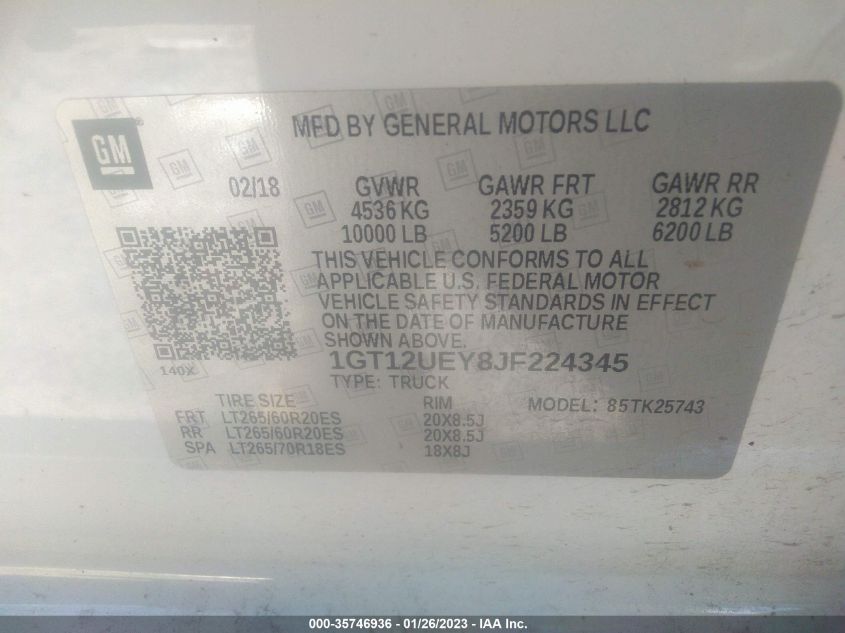 GM
MFD BY GENERAL MOTORS LLC
02/18 GVWR GAWR FRT GAWR RR
4536 KG 2359 KG 2812 KG
10000 LB 5200 LB 6200 LB
THIS VEHICLE CONFORMS TO ALL
APPLICABLE U.S. FEDERAL MOTOR
VEHICLE SAFETY STANDARDS IN EFFECT
ON THE DATE OF MANUFACTURE
SHOWN ABOVE.
140X
1GT12UEY8JF224345
TYPE: TRUCK
TIRE SIZE RIM MODEL: 85TK25743
FRT LT265/60R20ES 20X8.5J
RR LT265/60R20ES 20X8.5J
SPA LT265/70R18ES 18X8J
000-35746936 - 01/26/2023 - IAA Inc.